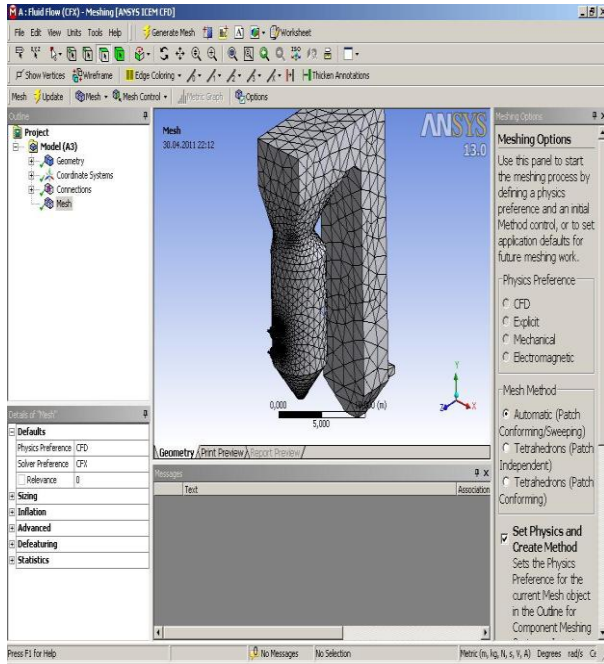 A : Fluid Flow (CFX) - Meshing [ANSYS ICEM CFD]
File Edit View Units Tools Help Generate Mesh A Worksheet
Show Vertices Wireframe Edge Coloring Thicken Annotations
Mesh Update Mesh Mesh Control Metric Graph Options
Outline
Project
Model (A3)
Geometry
Coordinate Systems
Connections
Mesh
Details of "Mesh"
Defaults
Physics Preference CFD
Solver Preference CFX
Relevance 0
Sizing
Inflation
Advanced
Defeaturing
Statistics
Mesh
30.04.2011 22:12
ANSYS
13.0
Y
Z X
0,000 (m)
5,000
Geometry Print Preview Report Preview
Messages
Text Association
Meshing Options
Meshing Options
Use this panel to start
the meshing process by
defining a physics
preference and an initial
Method control, or to set
application defaults for
future meshing work.
Physics Preference
CFD
Explicit
Mechanical
Electromagnetic
Mesh Method
Automatic (Patch
Conforming/Sweeping)
Tetrahedrons (Patch
Independent)
Tetrahedrons (Patch
Conforming)
Set Physics and
Create Method
Sets the Physics
Preference for the
current Mesh object
in the Outline for
Component Meshing
Press F1 for Help No Messages No Selection Metric (m, kg, N, s, V, A) Degrees rad/s